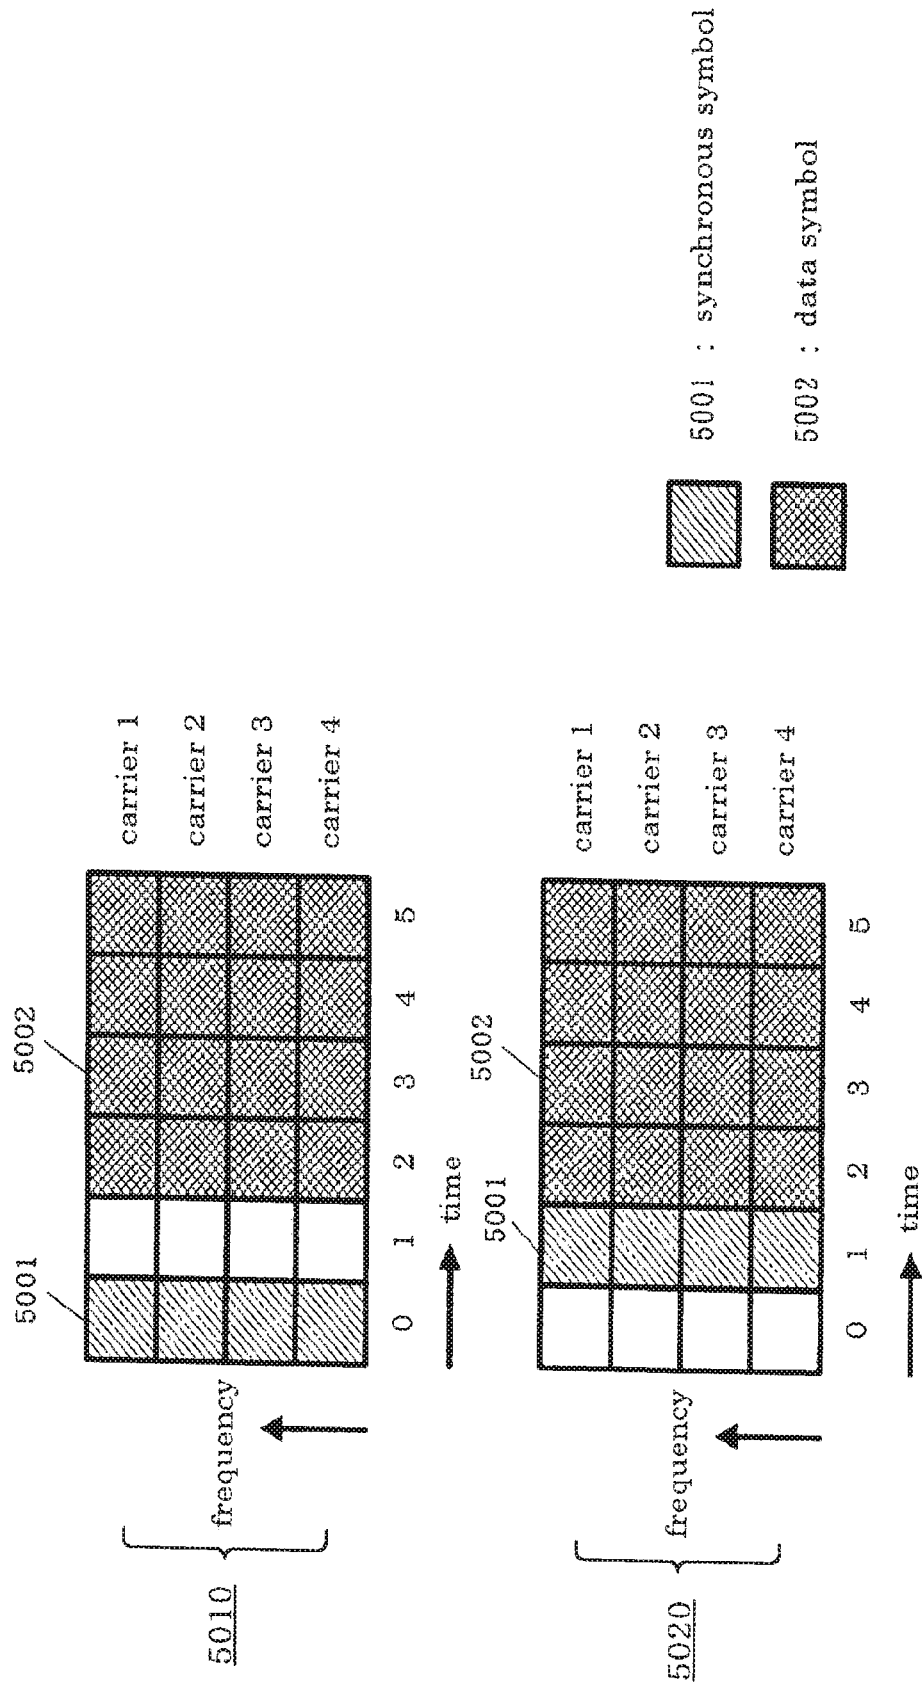 5001
5002
carrier 1
carrier 2
carrier 3
carrier 4
frequency
5010
0 1 2 3 4 5
time
5001
5002
carrier 1
carrier 2
carrier 3
carrier 4
frequency
5020
0 1 2 3 4 5
time
5001 : synchronous symbol
5002 : data symbol